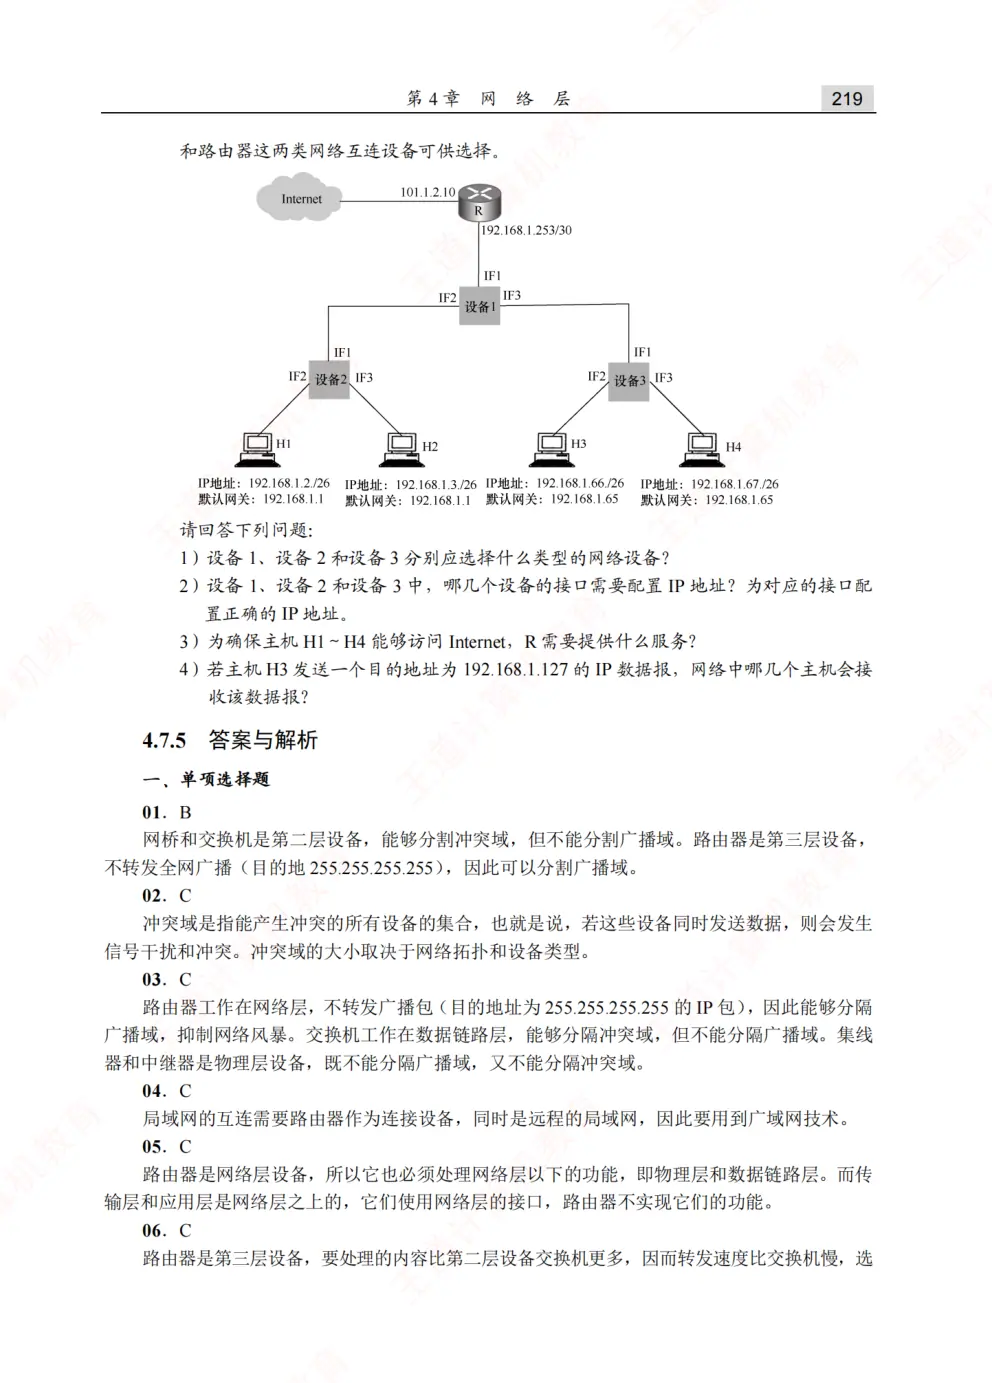 第 4 章 网 络 层 219
和路由器这两类网络互连设备可供选择。
Internet
101.1.2.10
R
192.168.1.253/30
IF1
IF2 设备1 IF3
IF1
IF2 设备2 IF3
IF1
IF2 设备3 IF3
H1
H2
H3
H4
IP地址：192.168.1.2./26
默认网关：192.168.1.1
IP地址：192.168.1.3./26
默认网关：192.168.1.1
IP地址：192.168.1.66./26
默认网关：192.168.1.65
IP地址：192.168.1.67./26
默认网关：192.168.1.65
请回答下列问题：
1）设备 1、设备 2 和设备 3 分别应选择什么类型的网络设备？
2）设备 1、设备 2 和设备 3 中，哪几个设备的接口需要配置 IP 地址？为对应的接口配
置正确的 IP 地址。
3）为确保主机 H1～H4 能够访问 Internet，R 需要提供什么服务？
4）若主机 H3 发送一个目的地址为 192.168.1.127 的 IP 数据报，网络中哪几个主机会接
收该数据报？
4.7.5 答案与解析
一、单项选择题
01．B
网桥和交换机是第二层设备，能够分割冲突域，但不能分割广播域。路由器是第三层设备，
不转发全网广播（目的地 255.255.255.255），因此可以分割广播域。
02．C
冲突域是指能产生冲突的所有设备的集合，也就是说，若这些设备同时发送数据，则会发生
信号干扰和冲突。冲突域的大小取决于网络拓扑和设备类型。
03．C
路由器工作在网络层，不转发广播包（目的地址为 255.255.255.255 的 IP 包），因此能够分隔
广播域，抑制网络风暴。交换机工作在数据链路层，能够分隔冲突域，但不能分隔广播域。集线
器和中继器是物理层设备，既不能分隔广播域，又不能分隔冲突域。
04．C
局域网的互连需要路由器作为连接设备，同时是远程的局域网，因此要用到广域网技术。
05．C
路由器是网络层设备，所以它也必须处理网络层以下的功能，即物理层和数据链路层。而传
输层和应用层是网络层之上的，它们使用网络层的接口，路由器不实现它们的功能。
06．C
路由器是第三层设备，要处理的内容比第二层设备交换机更多，因而转发速度比交换机慢，选